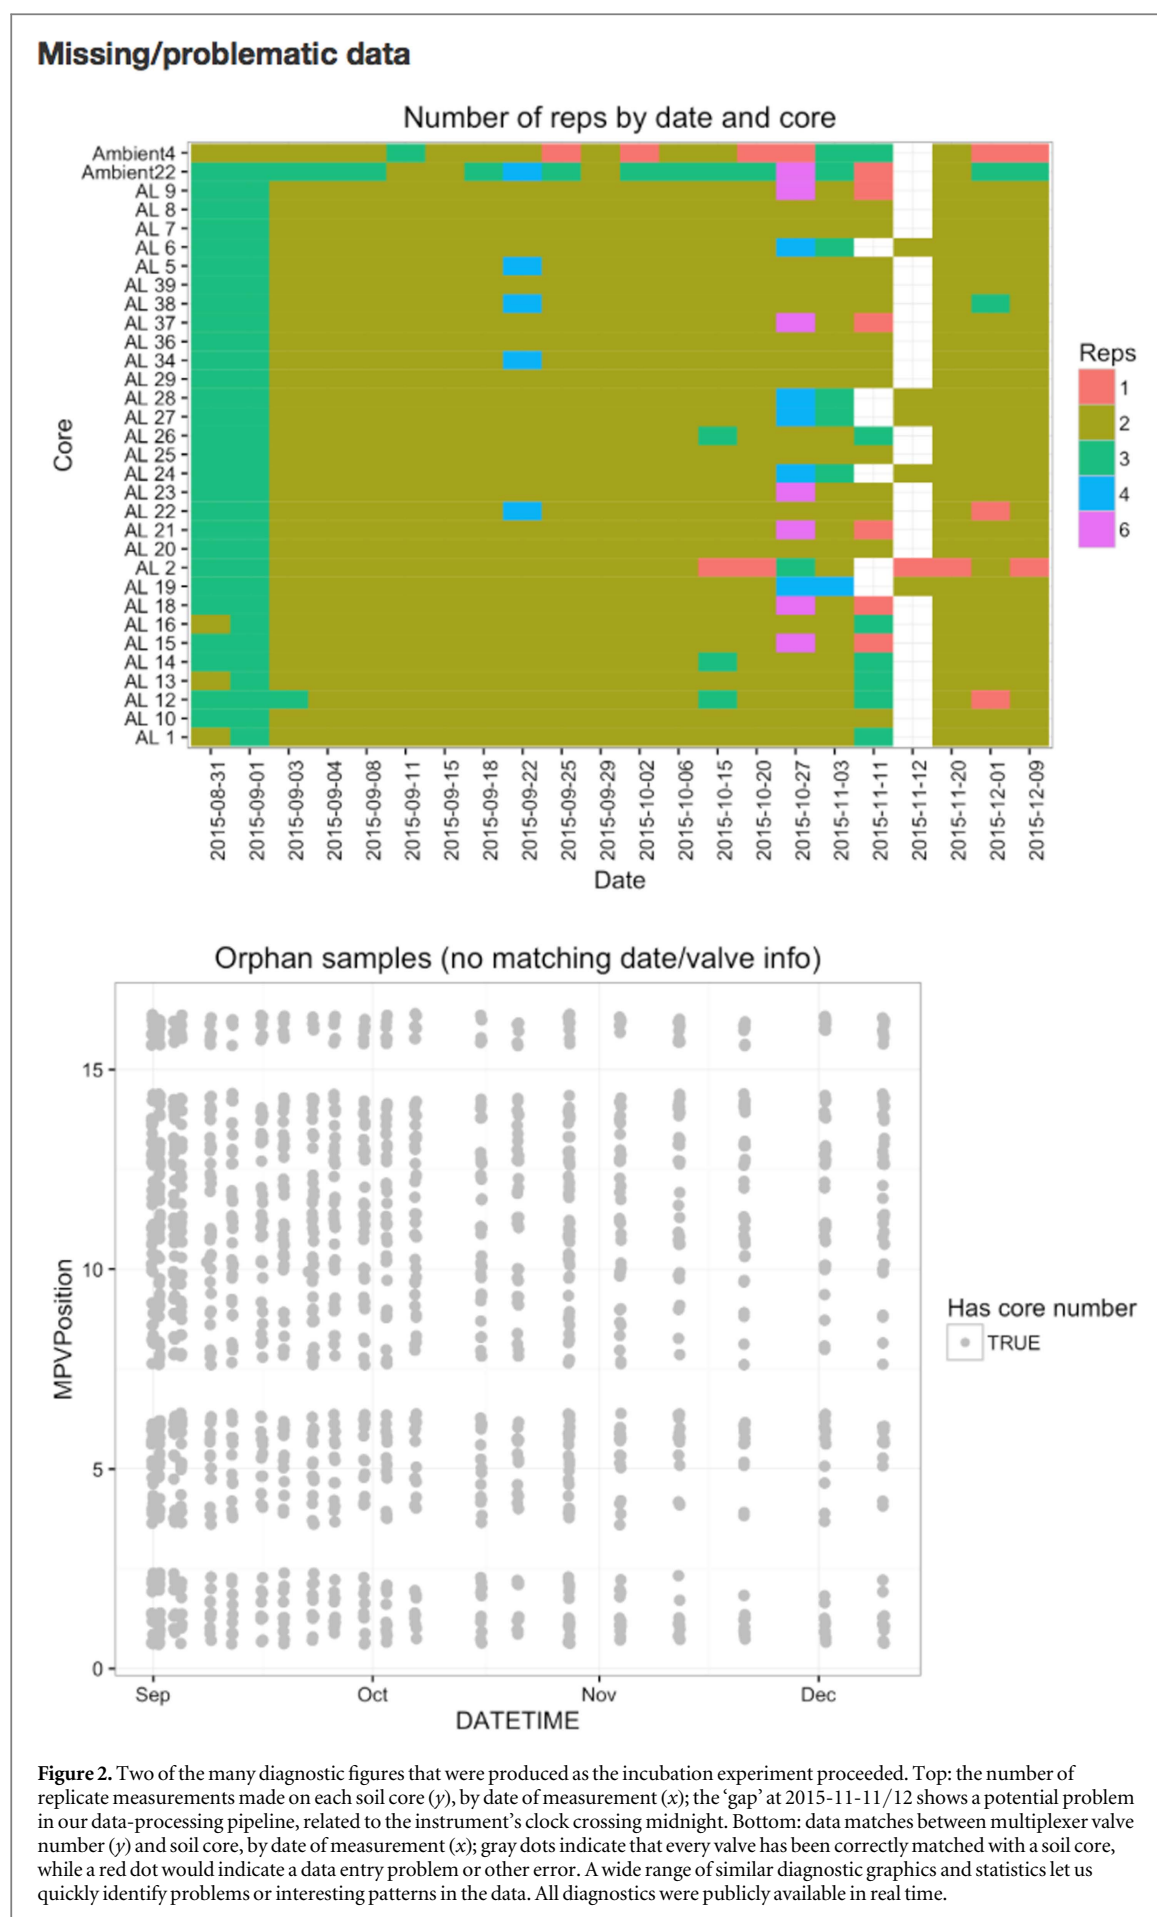 Missing/problematic data
Number of reps by date and core
Ambient4
Ambient22
AL 9
AL 8
AL 7
AL 6
AL 5
AL 39
AL 38
AL 37
AL 36
AL 34
AL 29
AL 28
AL 27
AL 26
AL 25
AL 24
AL 23
AL 22
AL 21
AL 20
AL 2
AL 19
AL 18
AL 16
AL 15
AL 14
AL 13
AL 12
AL 10
AL 1
Core
2015-08-31
2015-09-01
2015-09-03
2015-09-04
2015-09-08
2015-09-11
2015-09-15
2015-09-18
2015-09-22
2015-09-25
2015-09-29
2015-10-02
2015-10-06
2015-10-15
2015-10-20
2015-10-27
2015-11-03
2015-11-11
2015-11-12
2015-11-20
2015-12-01
2015-12-09
Date
Reps
1
2
3
4
6
Orphan samples (no matching date/valve info)
15
10
5
0
MPVPosition
Sep
Oct
Nov
Dec
DATETIME
Has core number
TRUE
Figure 2. Two of the many diagnostic figures that were produced as the incubation experiment proceeded. Top: the number of
replicate measurements made on each soil core (y), by date of measurement (x); the ‘gap’ at 2015-11-11/12 shows a potential problem
in our data-processing pipeline, related to the instrument’s clock crossing midnight. Bottom: data matches between multiplexer valve
number (y) and soil core, by date of measurement (x); gray dots indicate that every valve has been correctly matched with a soil core,
while a red dot would indicate a data entry problem or other error. A wide range of similar diagnostic graphics and statistics let us
quickly identify problems or interesting patterns in the data. All diagnostics were publicly available in real time.